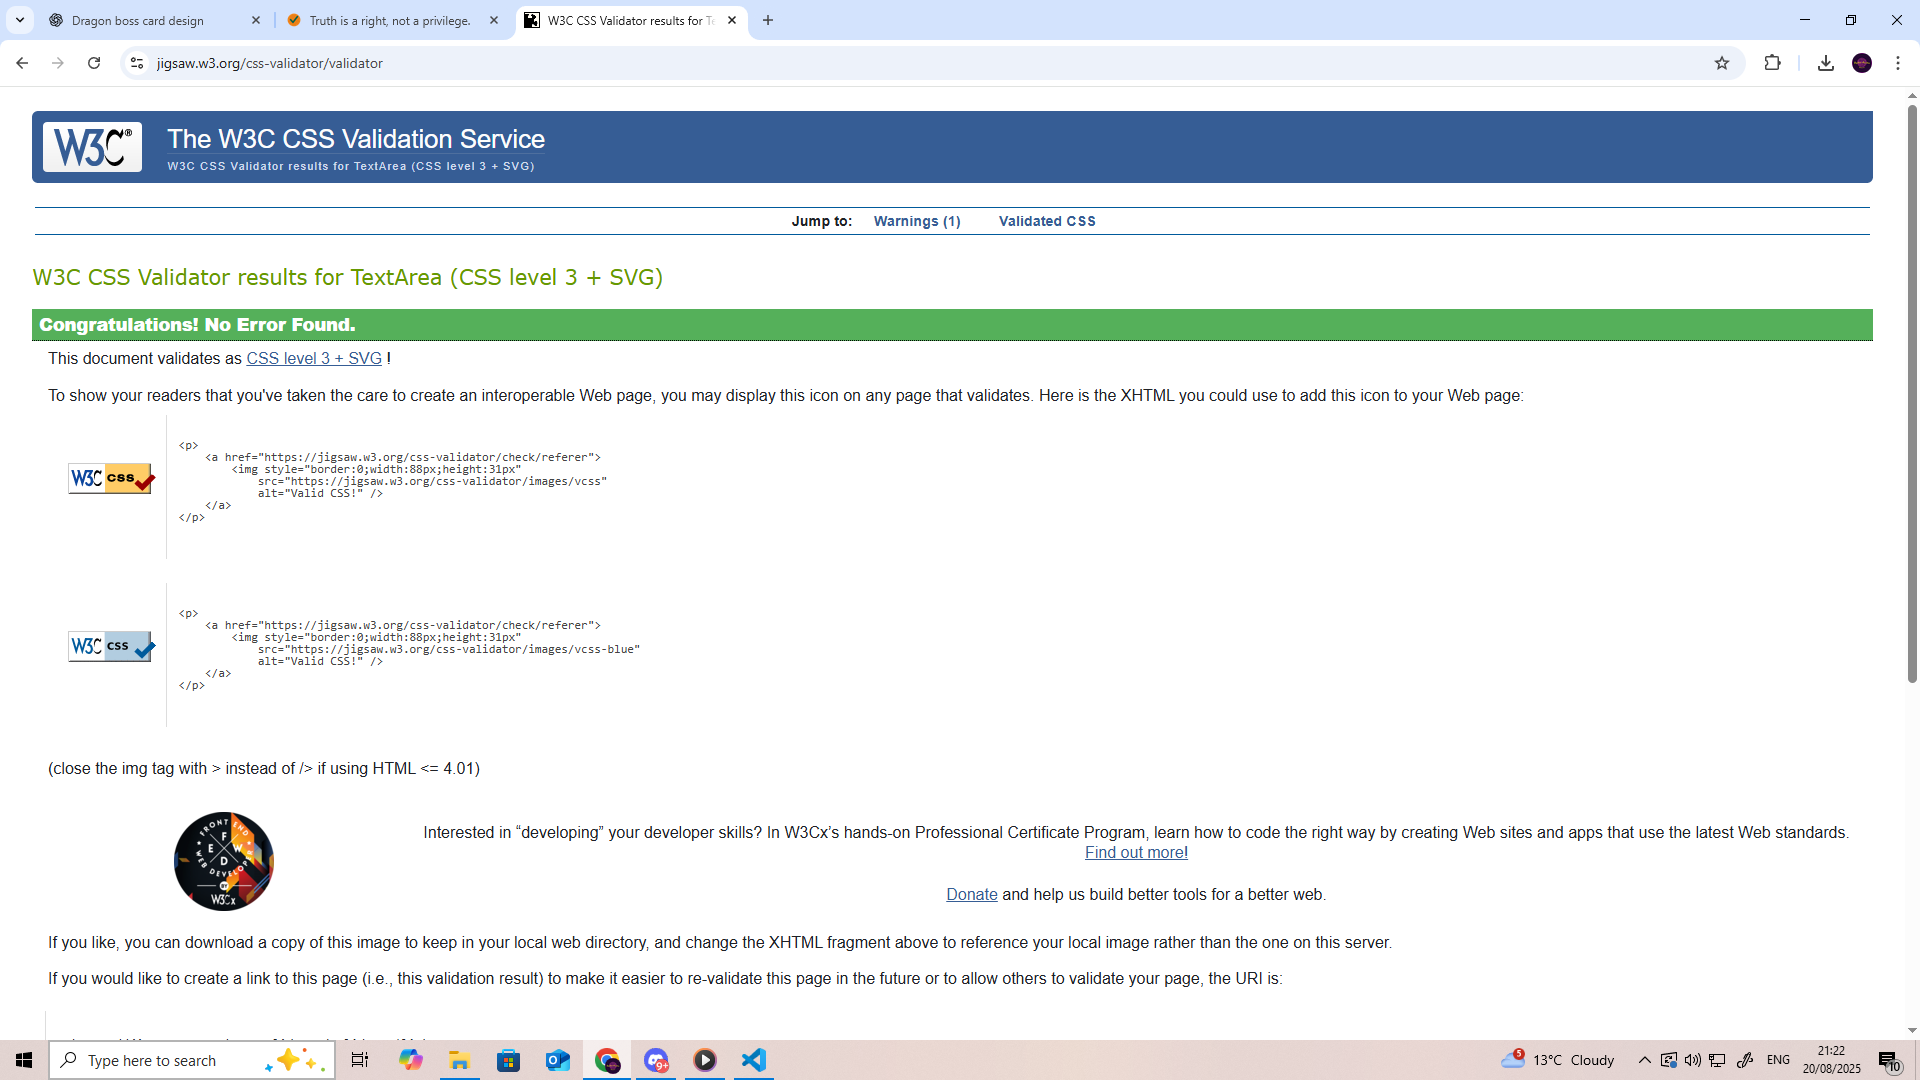 Dragon boss card design
Truth is a right, not a privilege.
W3C CSS Validator results for Te
jigsaw.w3.org/css-validator/validator
W3C®
The W3C CSS Validation Service
W3C CSS Validator results for TextArea (CSS level 3 + SVG)
Jump to: Warnings (1) Validated CSS
W3C CSS Validator results for TextArea (CSS level 3 + SVG)
Congratulations! No Error Found.
This document validates as CSS level 3 + SVG !
To show your readers that you've taken the care to create an interoperable Web page, you may display this icon on any page that validates. Here is the XHTML you could use to add this icon to your Web page:
W3C CSS
<p>
<a href="https://jigsaw.w3.org/css-validator/check/referer">
<img style="border:0;width:88px;height:31px"
src="https://jigsaw.w3.org/css-validator/images/vcss"
alt="Valid CSS!" />
</a>
</p>
W3C CSS
<p>
<a href="https://jigsaw.w3.org/css-validator/check/referer">
<img style="border:0;width:88px;height:31px"
src="https://jigsaw.w3.org/css-validator/images/vcss-blue"
alt="Valid CSS!" />
</a>
</p>
(close the img tag with > instead of /> if using HTML <= 4.01)
FRONT END
F
E W
D
WEB DEVELOPER
BY
W3Cx
Interested in “developing” your developer skills? In W3Cx’s hands-on Professional Certificate Program, learn how to code the right way by creating Web sites and apps that use the latest Web standards.
Find out more!
Donate and help us build better tools for a better web.
If you like, you can download a copy of this image to keep in your local web directory, and change the XHTML fragment above to reference your local image rather than the one on this server.
If you would like to create a link to this page (i.e., this validation result) to make it easier to re-validate this page in the future or to allow others to validate your page, the URI is:
Type here to search
9+
5
13°C Cloudy
ENG
21:22
20/08/2025
10